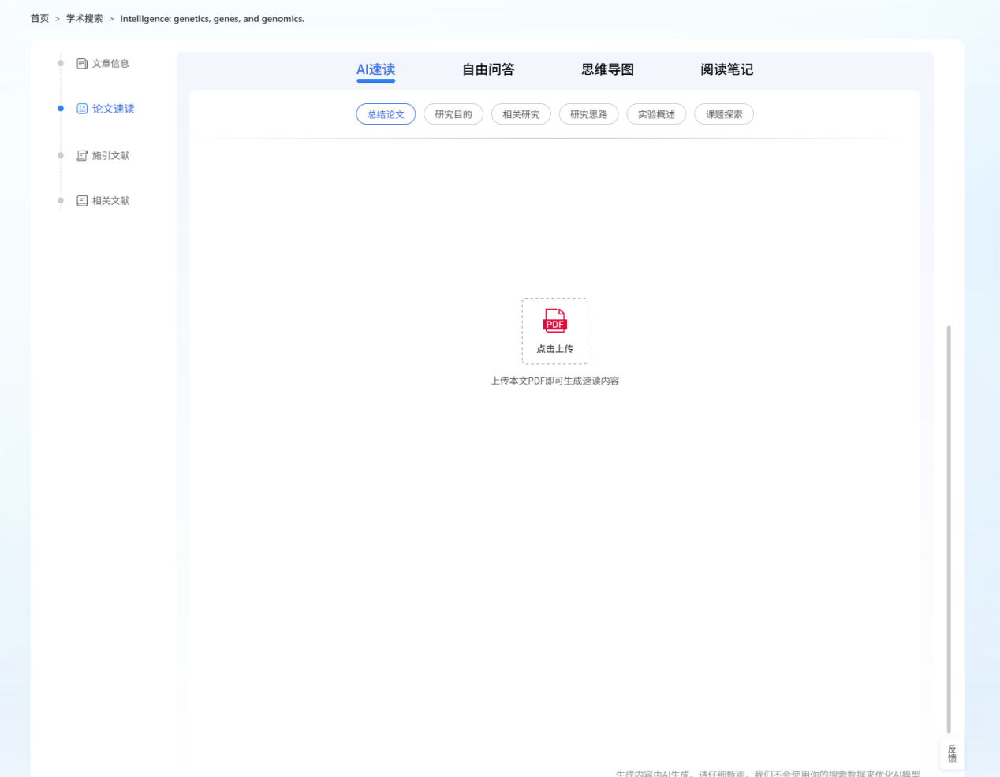 首页 > 学术搜索 > Intelligence: genetics, genes, and genomics.
文章信息
论文速读
施引文献
相关文献
AI速读 自由问答 思维导图 阅读笔记
总结论文 研究目的 相关研究 研究思路 实验概述 课题探索
PDF
点击上传
上传本文PDF即可生成速读内容
反馈
生成内容由AI生成，请仔细甄别，我们不会使用你的搜索数据来优化AI模型